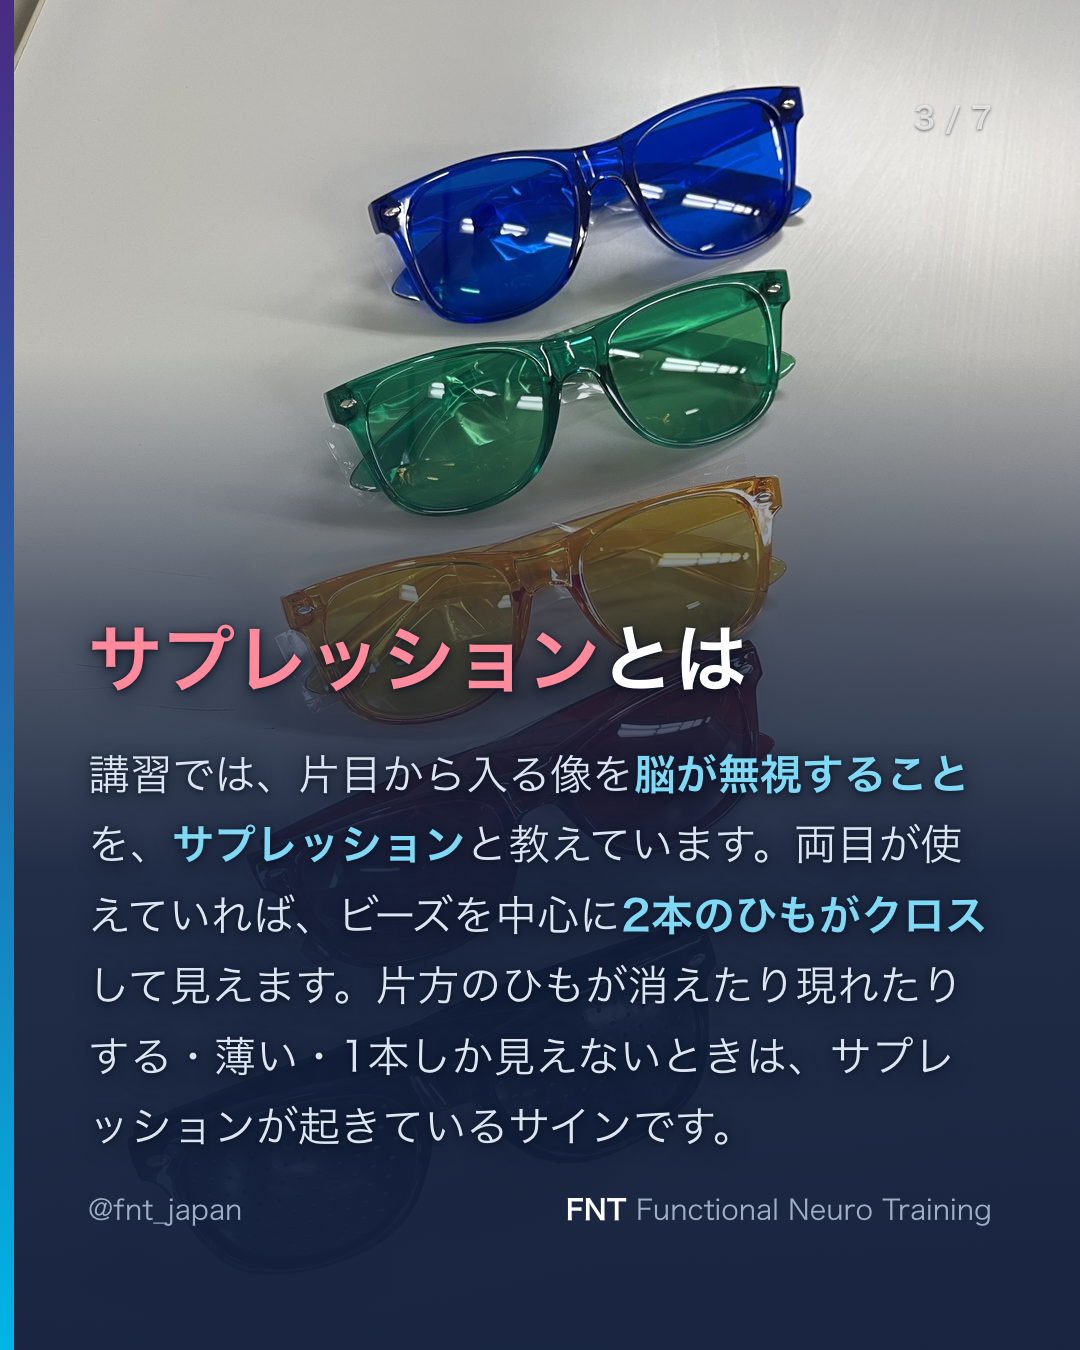 3 / 7
サプレッションとは
講習では、片目から入る像を脳が無視すること
を、サプレッションと教えています。両目が使
えていれば、ビーズを中心に2本のひもがクロス
して見えます。片方のひもが消えたり現れたり
する・薄い・1本しか見えないときは、サプレ
ッションが起きているサインです。
@fnt_japan
FNT Functional Neuro Training